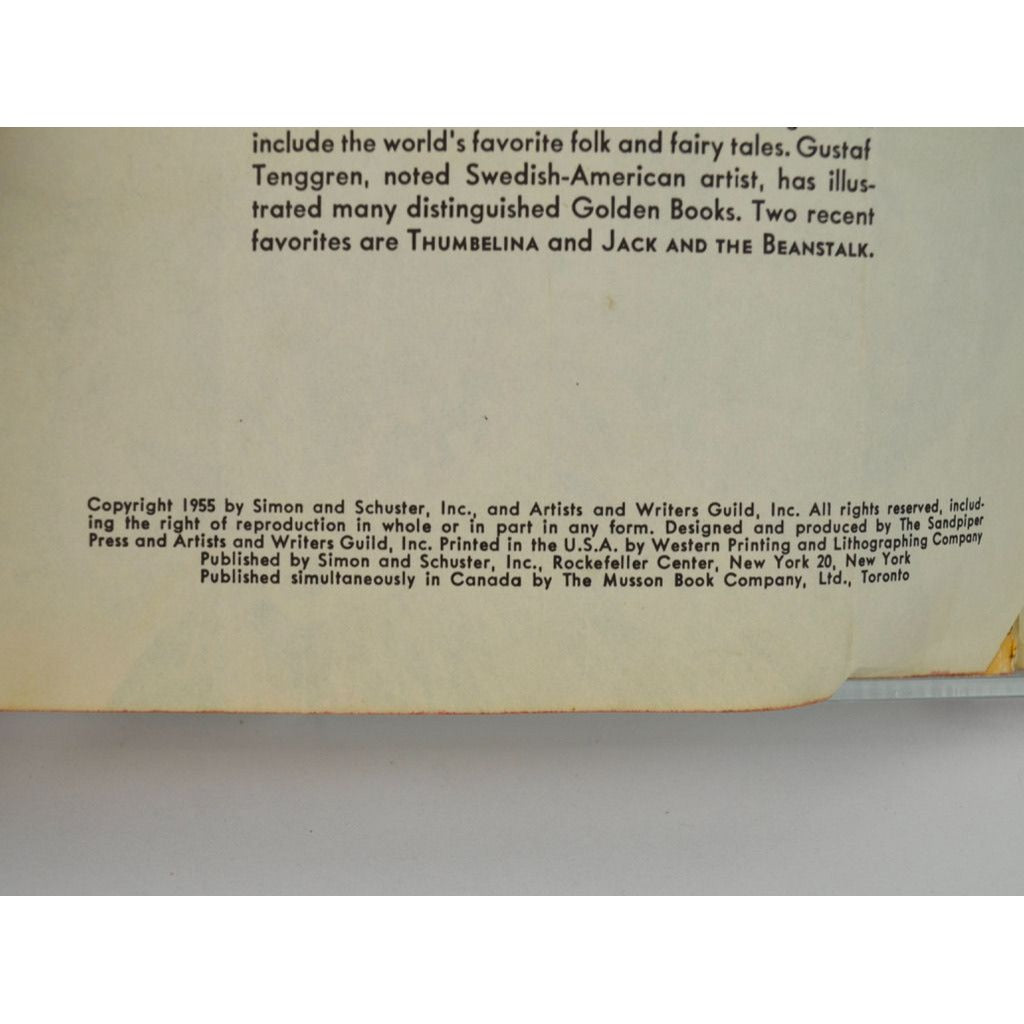 include the world's favorite folk and fairy tales. Gustaf
Tenggren, noted Swedish-American artist, has illus-
trated many distinguished Golden Books. Two recent
favorites are THUMBELINA and JACK AND THE BEANSTALK.
Copyright 1955 by Simon and Schuster, Inc., and Artists and Writers Guild, Inc. All rights reserved, includ-
ing the right of reproduction in whole or in part in any form. Designed and produced by The Sandpiper
Press and Artists and Writers Guild, Inc. Printed in the U.S.A. by Western Printing and Lithographing Company
Published by Simon and Schuster, Inc., Rockefeller Center, New York 20, New York
Published simultaneously in Canada by The Musson Book Company, Ltd., Toronto